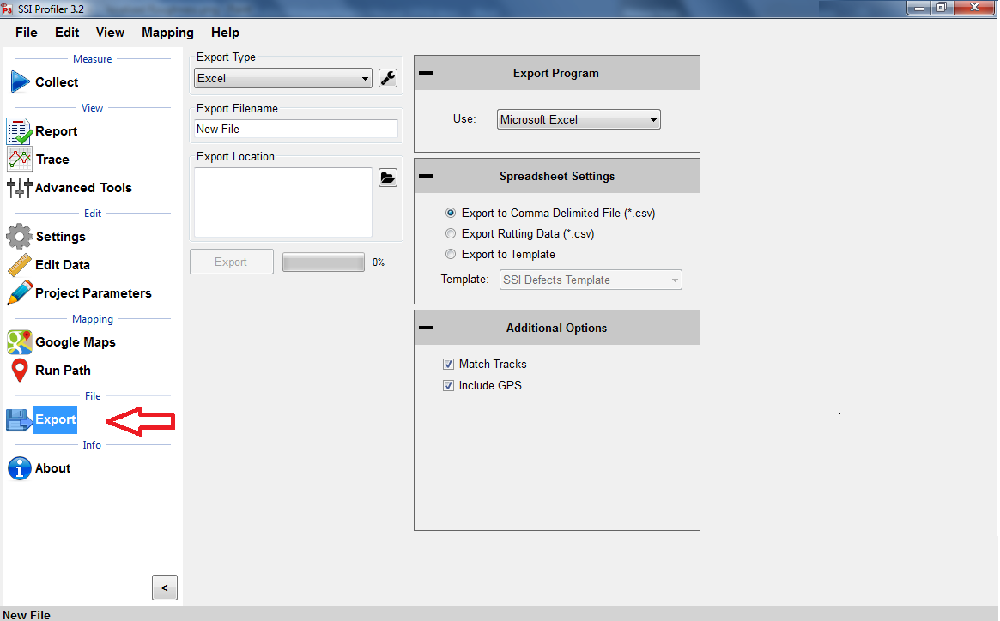 SSI Profiler 3.2
File Edit View Mapping Help
Measure
Collect
View
Report
Trace
Advanced Tools
Edit
Settings
Edit Data
Project Parameters
Mapping
Google Maps
Run Path
File
Export
Info
About
<
Export Type
Excel
Export Filename
New File
Export Location
Export 0%
Export Program
Use: Microsoft Excel
Spreadsheet Settings
Export to Comma Delimited File (*.csv)
Export Rutting Data (*.csv)
Export to Template
Template: SSI Defects Template
Additional Options
Match Tracks
Include GPS
New File